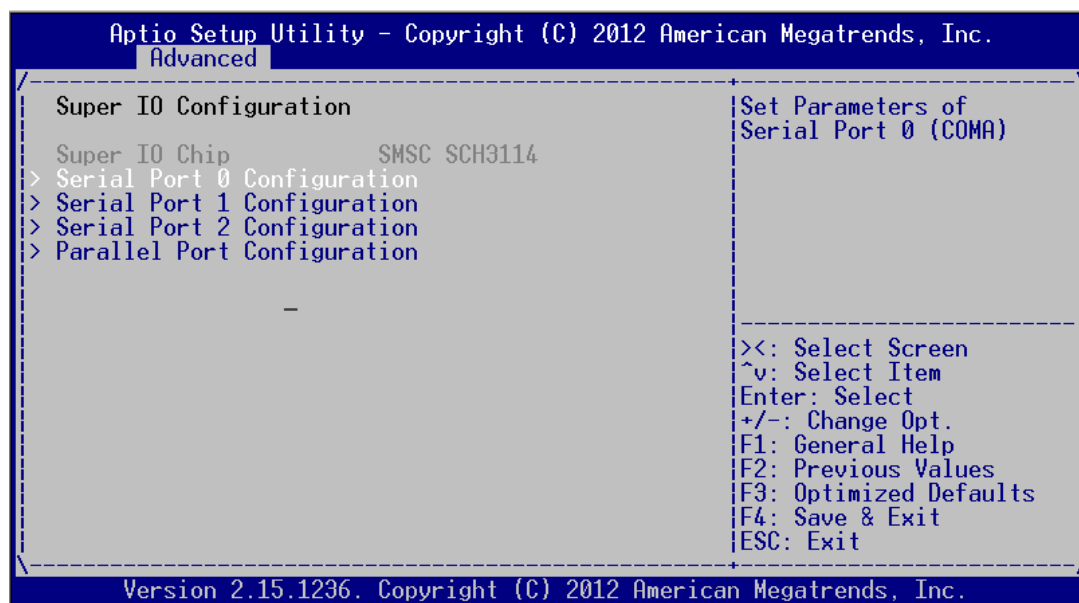 Aptio Setup Utility - Copyright (C) 2012 American Megatrends, Inc.
Advanced
Super IO Configuration
Super IO Chip SMSC SCH3114
> Serial Port 0 Configuration
> Serial Port 1 Configuration
> Serial Port 2 Configuration
> Parallel Port Configuration
Set Parameters of
Serial Port 0 (COMA)
><: Select Screen
^v: Select Item
Enter: Select
+/-: Change Opt.
F1: General Help
F2: Previous Values
F3: Optimized Defaults
F4: Save & Exit
ESC: Exit
Version 2.15.1236. Copyright (C) 2012 American Megatrends, Inc.